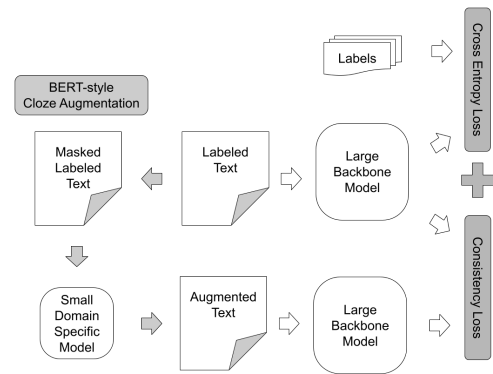 Labels
Cross Entropy Loss
BERT-style
Cloze Augmentation
Masked
Labeled
Text
Labeled
Text
Large
Backbone
Model
Small
Domain
Specific
Model
Augmented
Text
Large
Backbone
Model
Consistency Loss